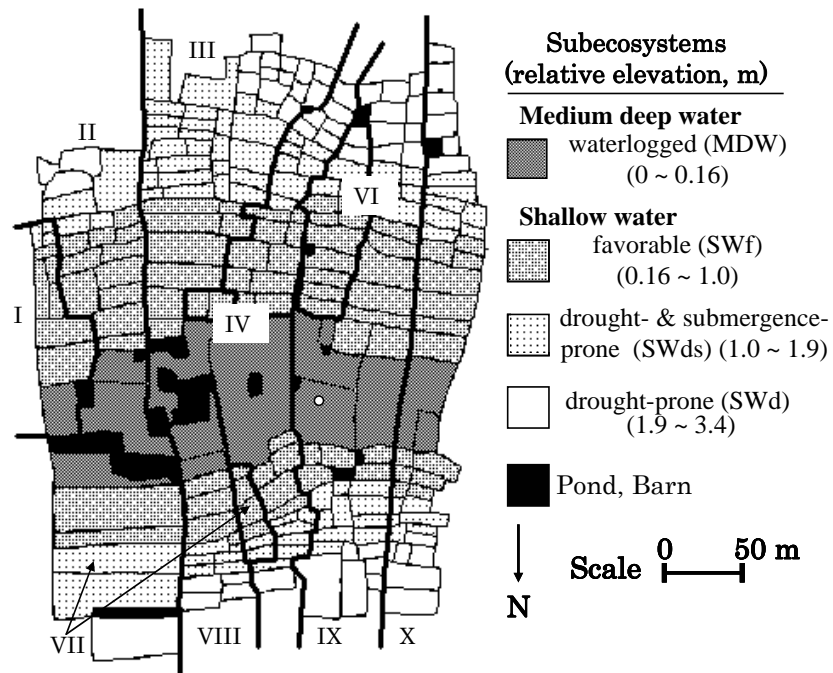 III
II
VI
I
IV
VII
VIII
IX
X
Subecosystems
(relative elevation, m)
Medium deep water
waterlogged (MDW)
(0 ~ 0.16)
Shallow water
favorable (SWf)
(0.16 ~ 1.0)
drought- & submergence-
prone (SWds) (1.0 ~ 1.9)
drought-prone (SWd)
(1.9 ~ 3.4)
Pond, Barn
N
Scale
0 50 m